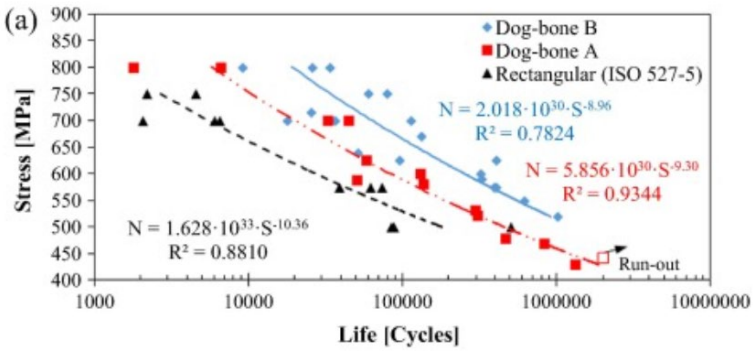 (a)
900
850
800
750
700
650
600
550
500
450
400
Stress [MPa]
Dog-bone B
Dog-bone A
Rectangular (ISO 527-5)
N = 2.018·10³⁰·S⁻⁸·⁹⁶
R² = 0.7824
N = 5.856·10³⁰·S⁻⁹·³⁰
R² = 0.9344
N = 1.628·10³³·S⁻¹⁰·³⁶
R² = 0.8810
Run-out
1000 10000 100000 1000000 10000000
Life [Cycles]